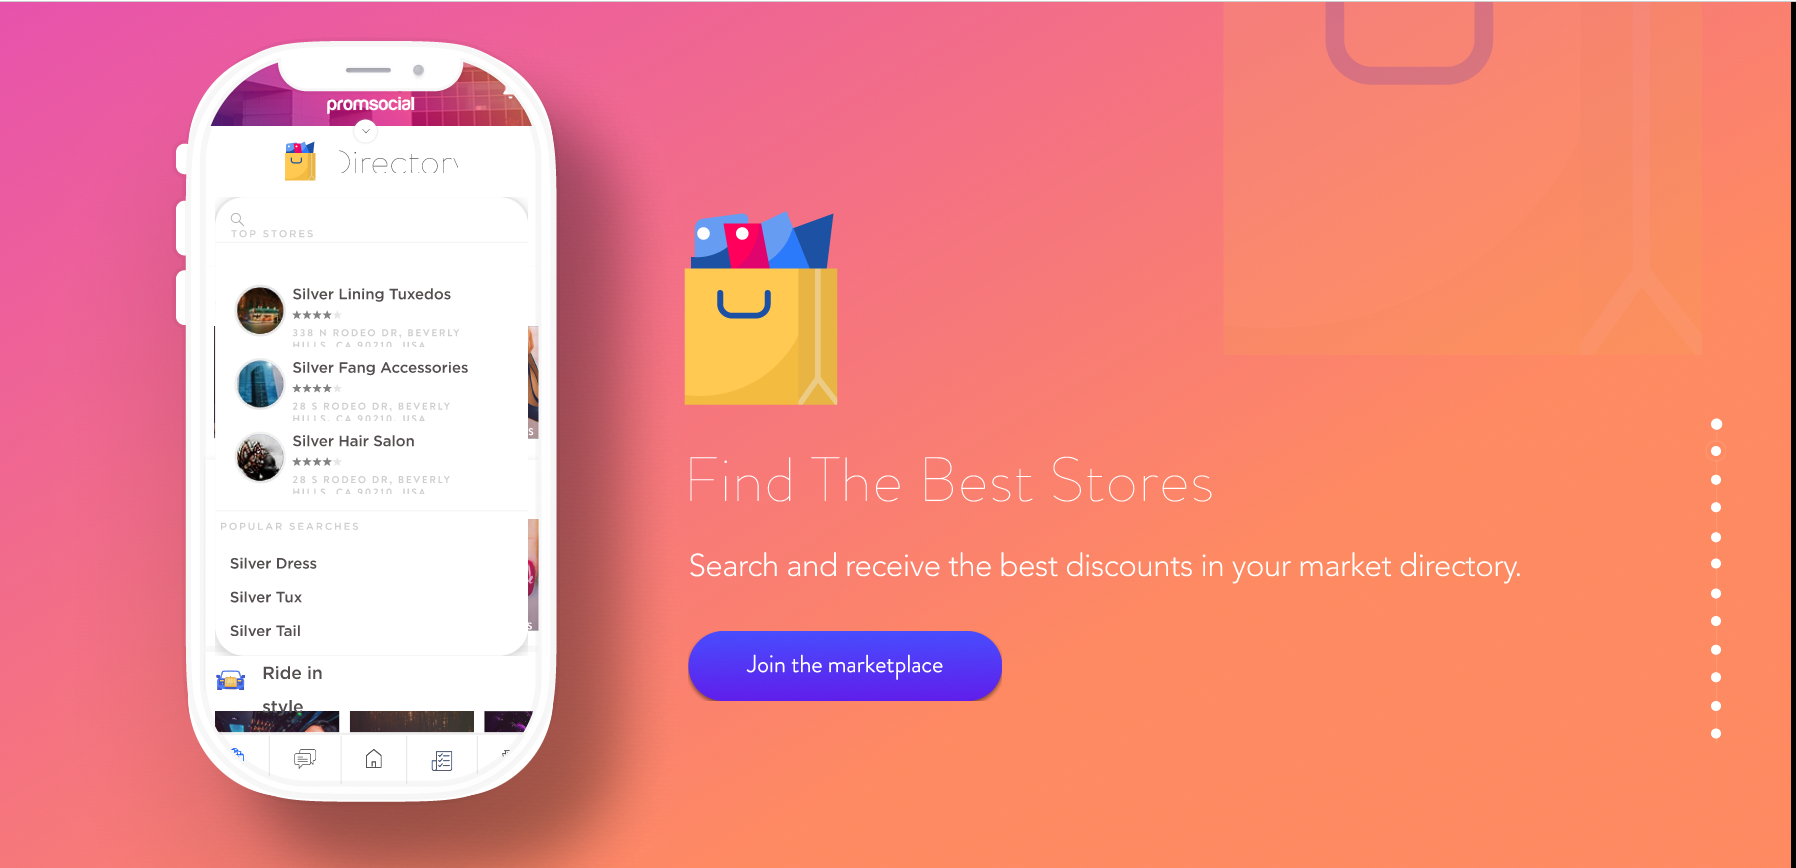 promsocial
Directory
TOP STORES
Silver Lining Tuxedos
338 N RODEO DR, BEVERLY
HILLS, CA 90210, USA
Silver Fang Accessories
28 S RODEO DR, BEVERLY
HILLS, CA 90210, USA
Silver Hair Salon
28 S RODEO DR, BEVERLY
HILLS, CA 90210, USA
POPULAR SEARCHES
Silver Dress
Silver Tux
Silver Tail
Ride in
style
Find The Best Stores
Search and receive the best discounts in your market directory.
Join the marketplace